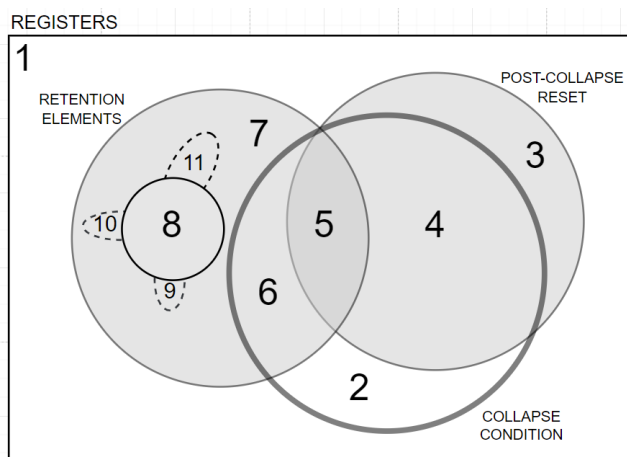 REGISTERS
1
POST-COLLAPSE
RESET
RETENTION
ELEMENTS
7
3
11
10
8
5
4
9
6
2
COLLAPSE
CONDITION